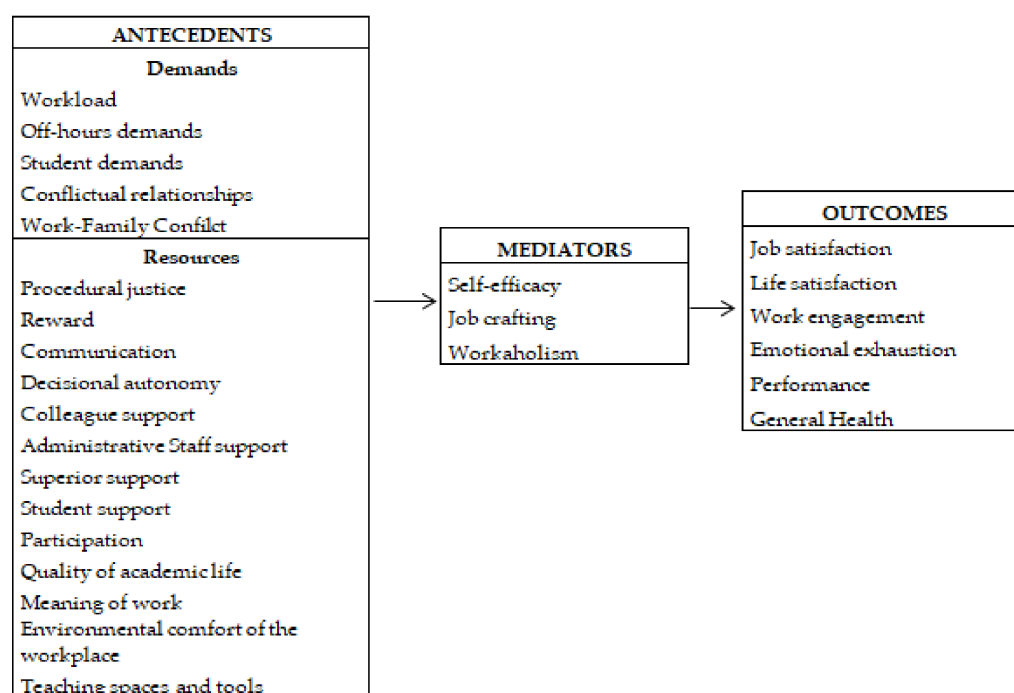 ANTECEDENTS
Demands
Workload
Off-hours demands
Student demands
Conflictual relationships
Work-Family Confilct
Resources
Procedural justice
Reward
Communication
Decisional autonomy
Colleague support
Administrative Staff support
Superior support
Student support
Participation
Quality of academic life
Meaning of work
Environmental comfort of the
workplace
Teaching spaces and tools
MEDIATORS
Self-efficacy
Job crafting
Workaholism
OUTCOMES
Job satisfaction
Life satisfaction
Work engagement
Emotional exhaustion
Performance
General Health